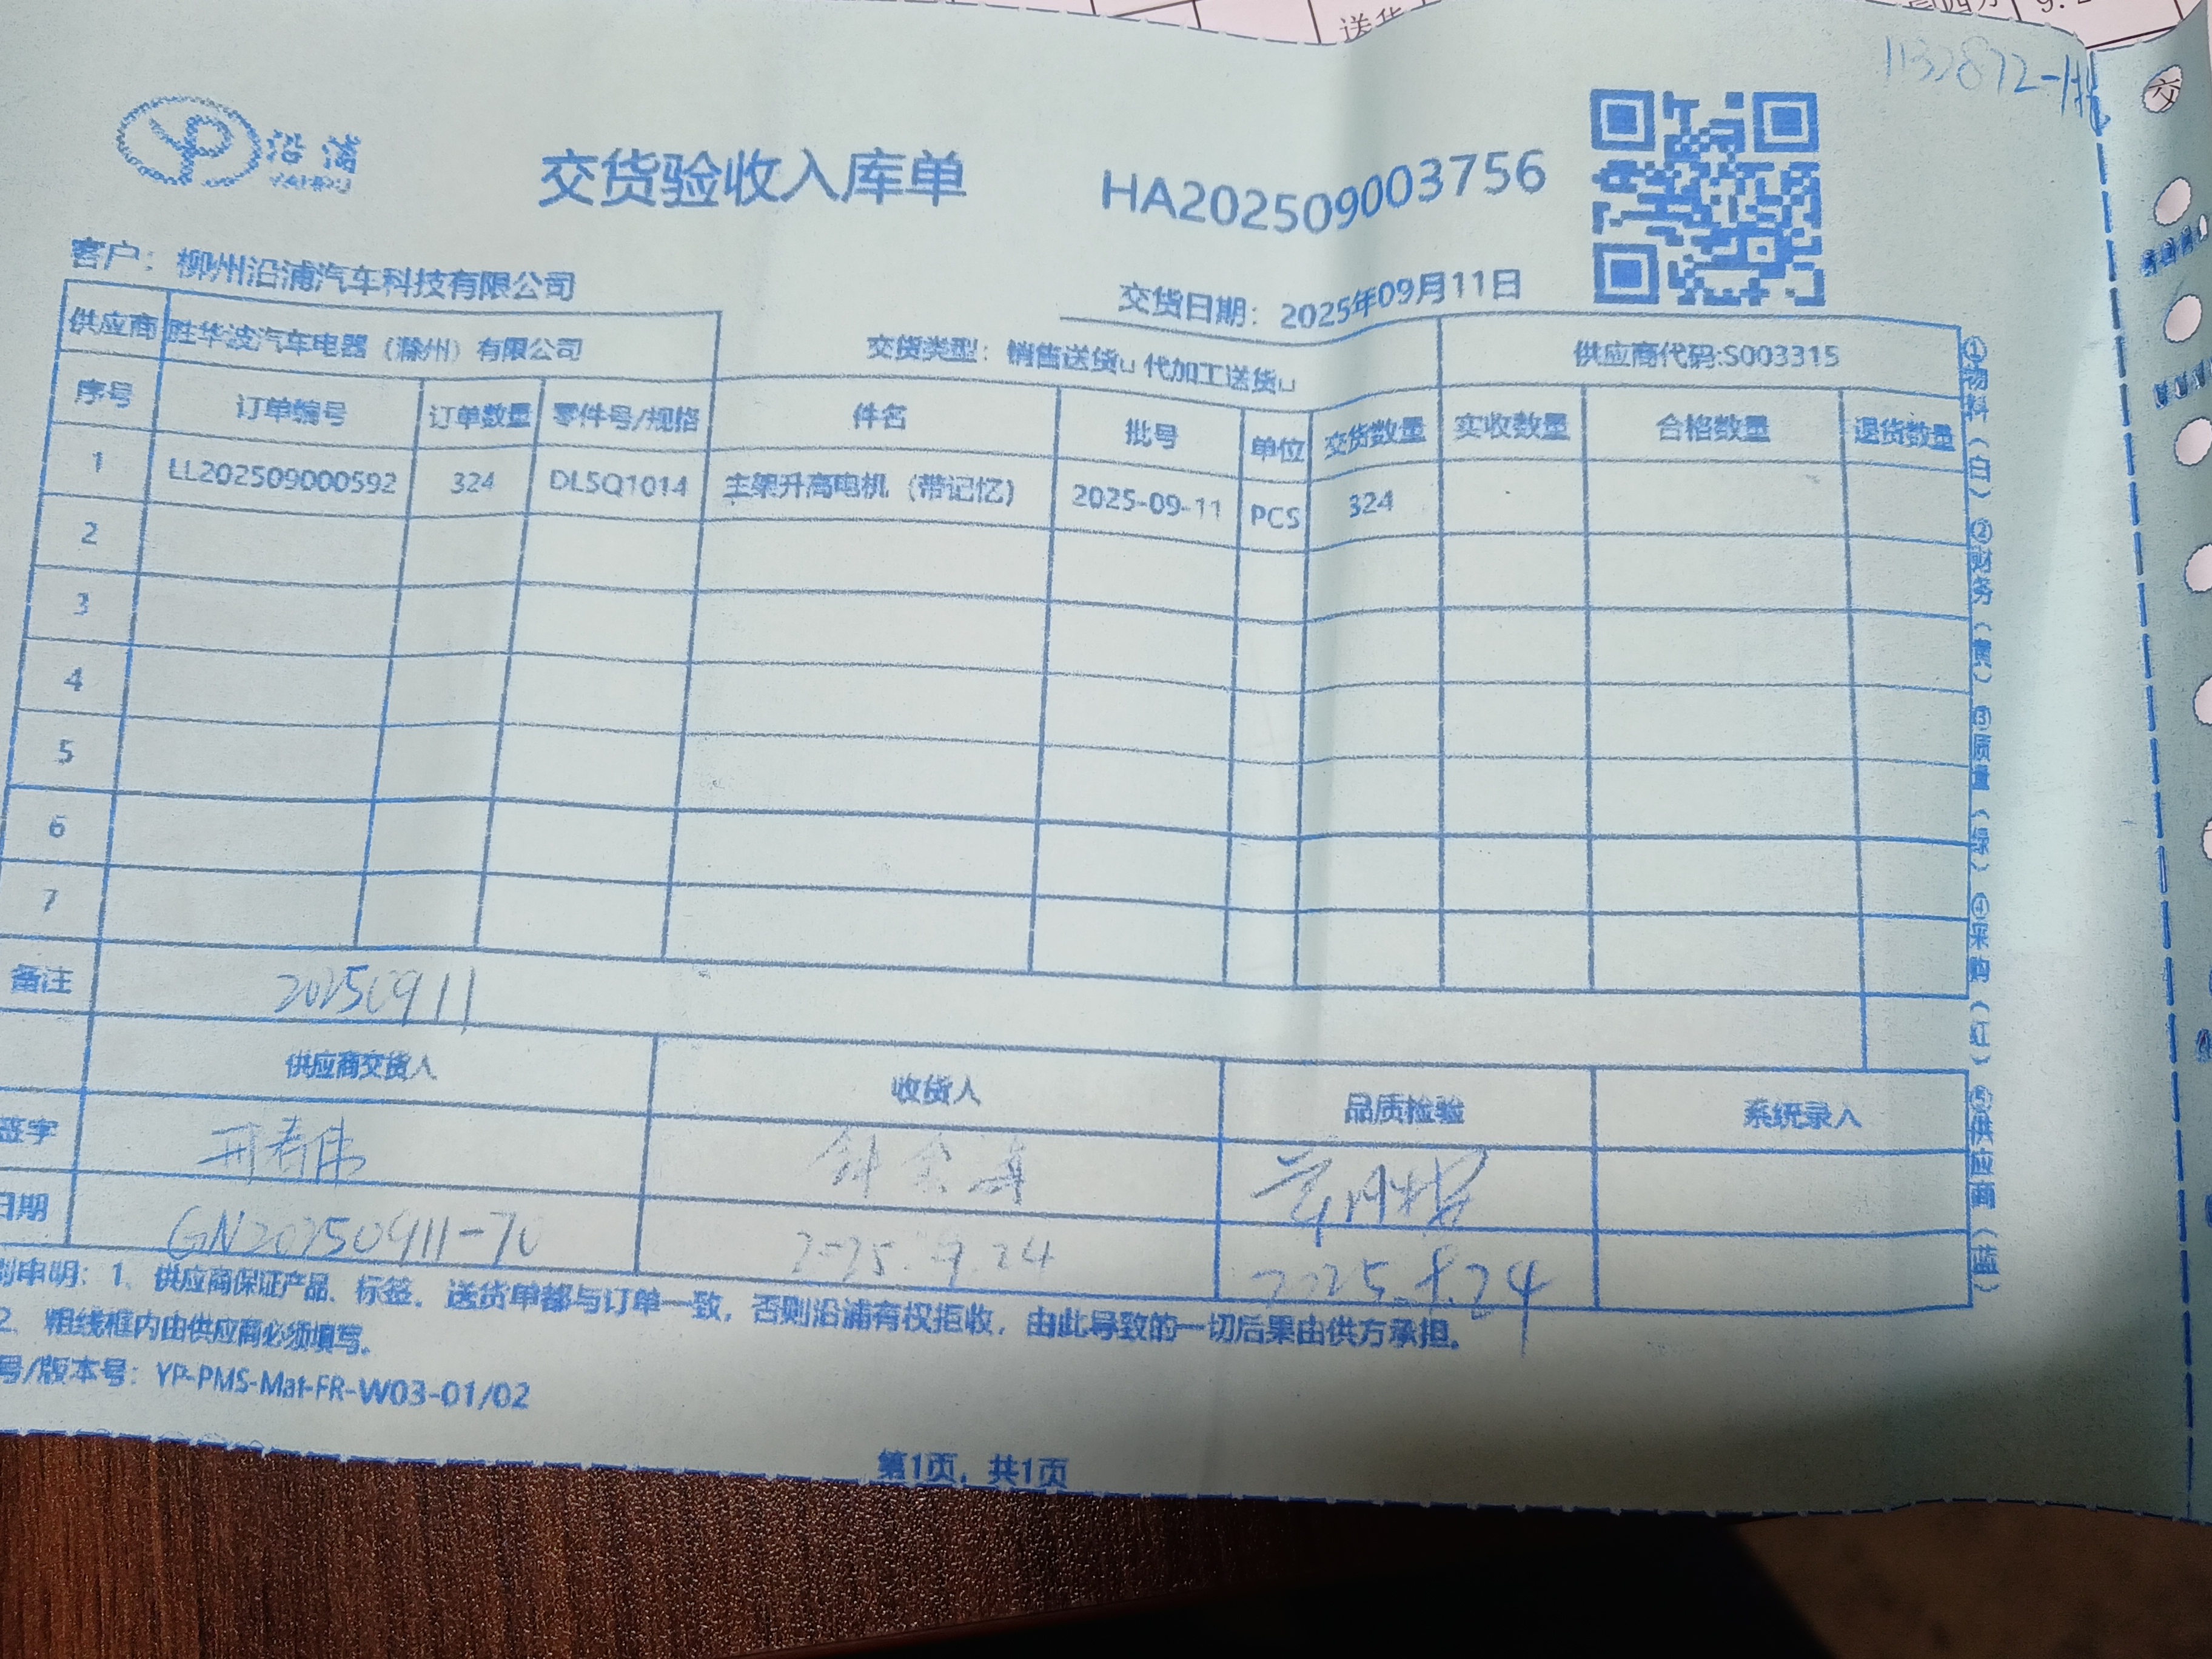 送货
9.2
1132872-
沿浦
YANPU
交货验收入库单
HA202509003756
客户：柳州沿浦汽车科技有限公司
交货日期：2025年09月11日
供应商 胜华波汽车电器（滁州）有限公司 交货类型：销售送货□ 代加工送货□ 供应商代码:S003315
序号 订单编号 订单数量 零件号/规格 件名 批号 单位 交货数量 实收数量 合格数量 退货数量
1 LL202509000592 324 DL5Q1014 主架升高电机（带记忆） 2025-09-11 PCS 324
2
3
4
5
6
7
备注 20250911
供应商交货人 收货人 品质检验 系统录入
签字
日期 GN20250911-70 2025.9.24 2025.9.24
别申明：1、供应商保证产品、标签、送货单都与订单一致，否则沿浦有权拒收，由此导致的一切后果由供方承担。
2、粗线框内由供应商必须填写。
号/版本号：YP-PMS-Mat-FR-W03-01/02
第1页，共1页
①物料（白）②财务（黄）③质量（绿）④采购（红）⑤供应商（蓝）
交